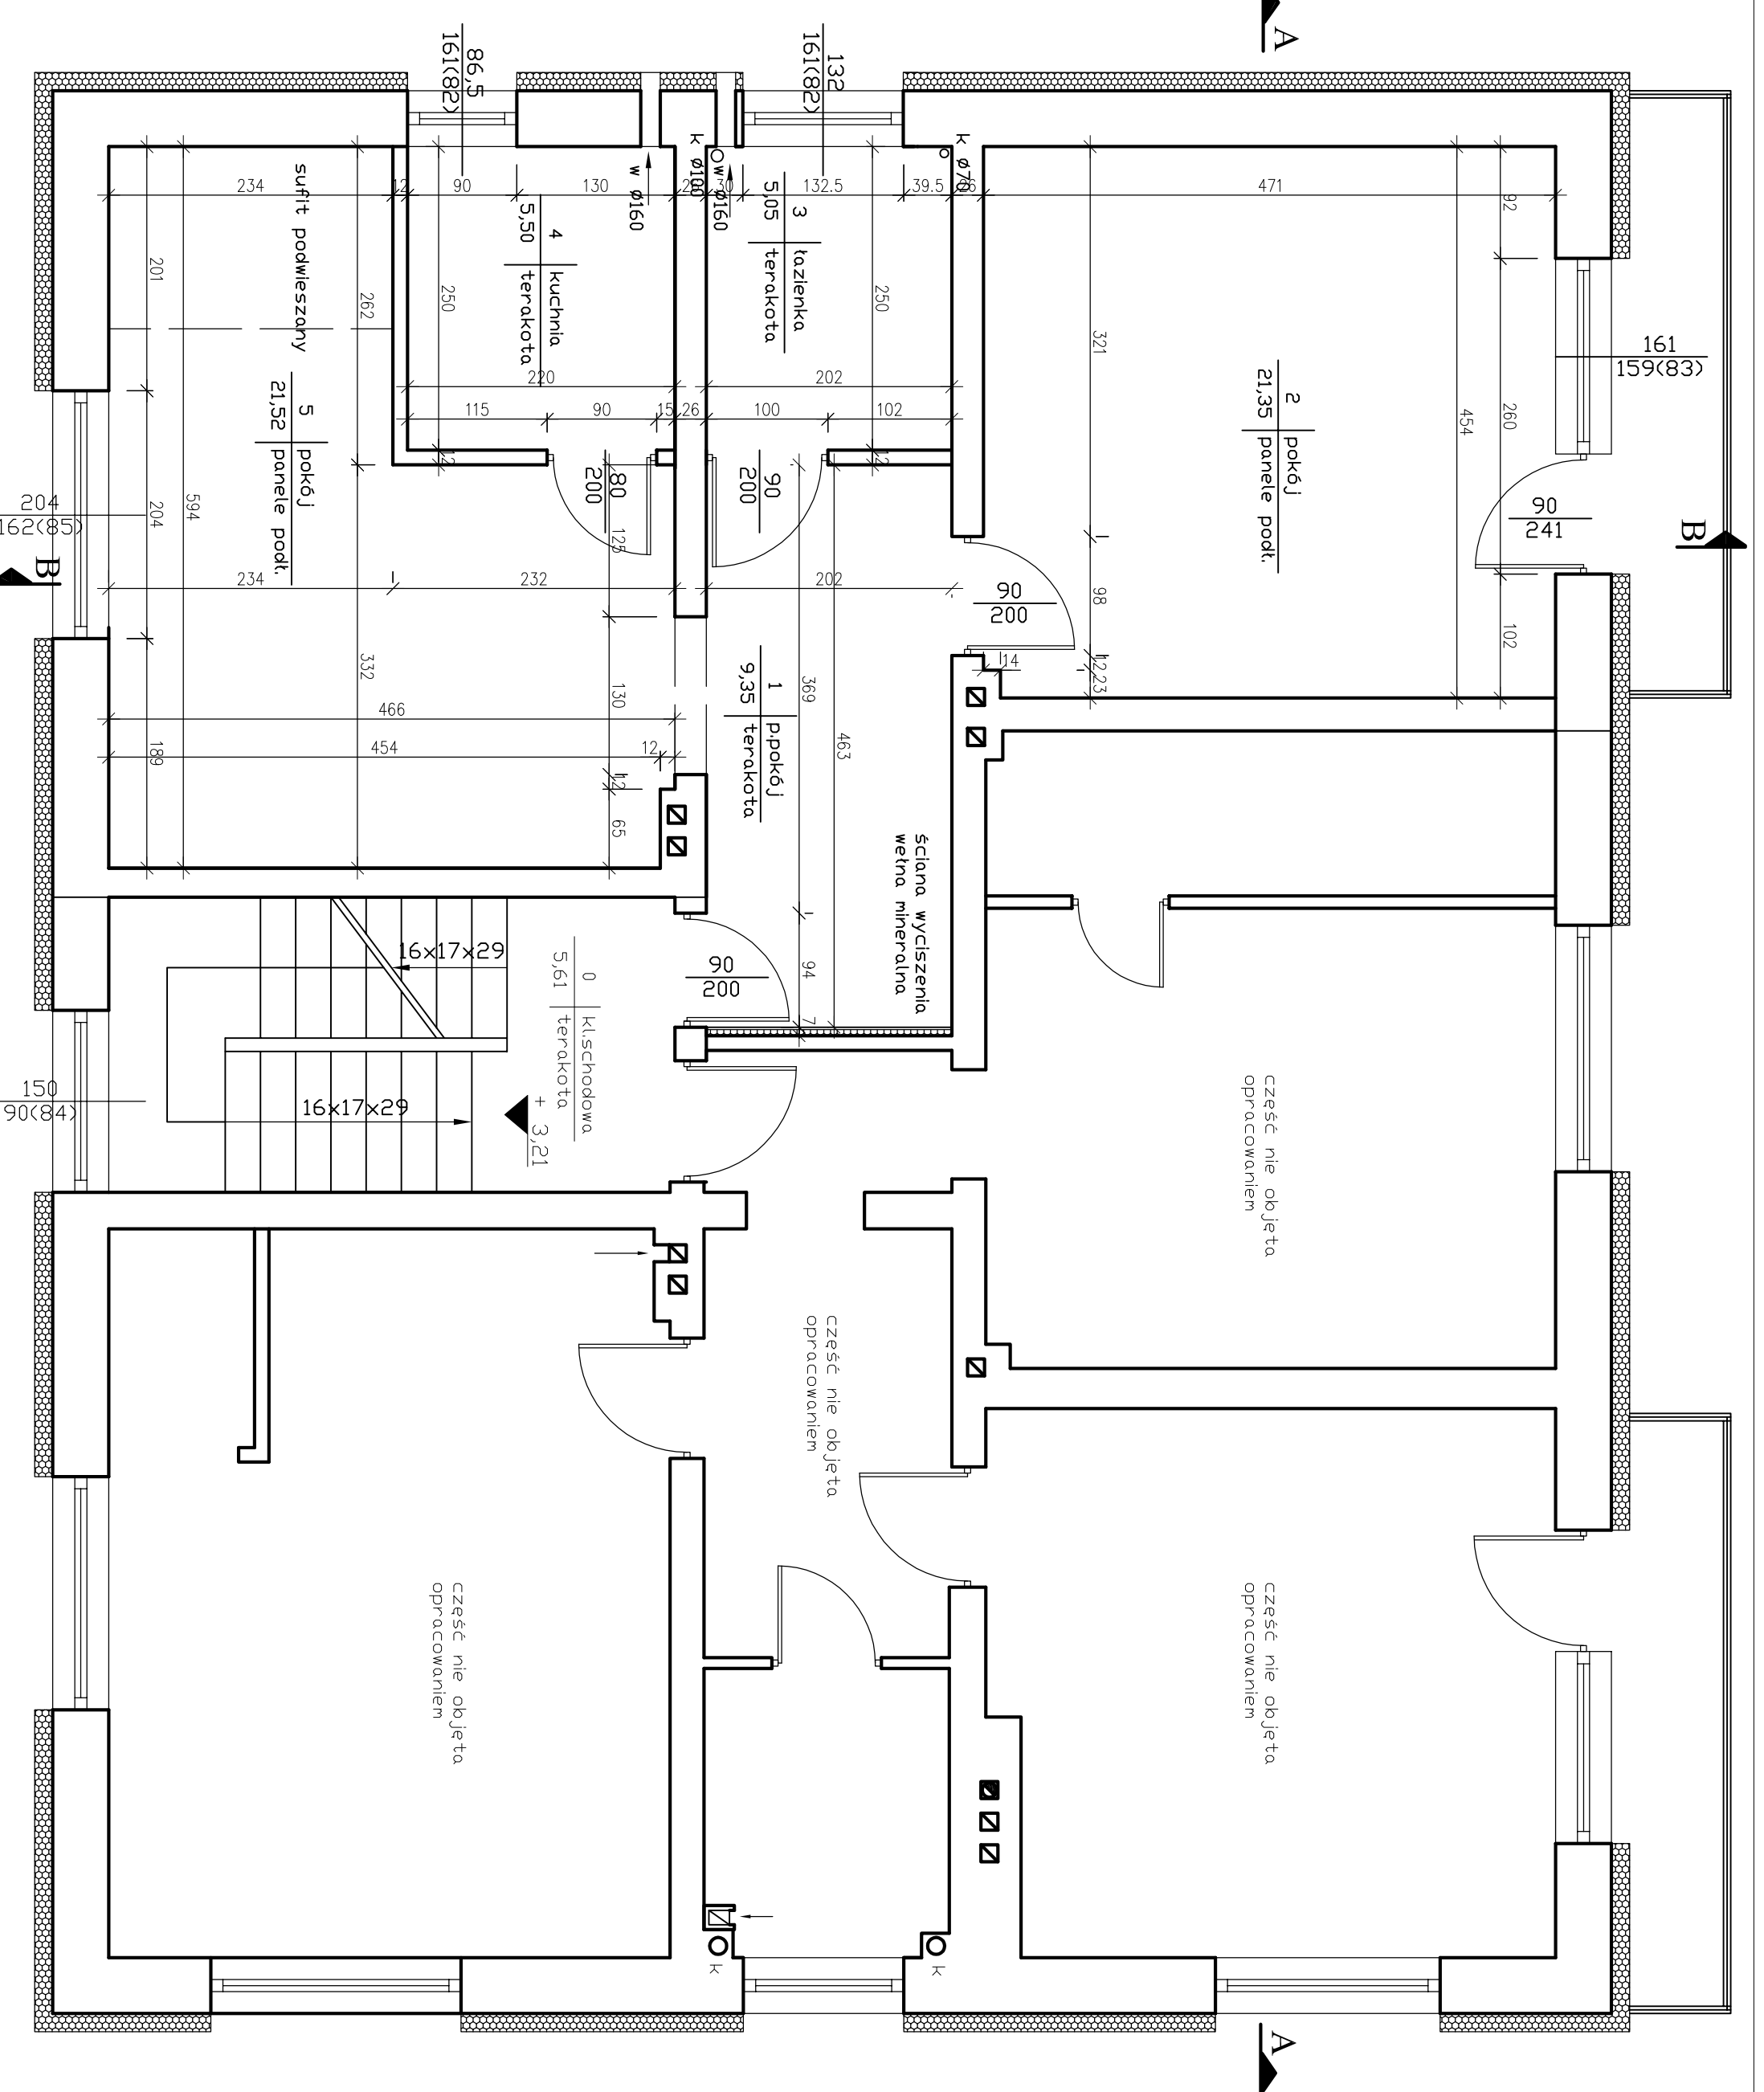 A
86,5
161(82)
132
161(82)
161
159(83)
B
k ø70
k ø100
w ø160
w ø160
234
12
90
130
30
132.5
39.5
471
92
260
102
454
321
98
12
23
14
2
21,35
pokój
panele podł.
90
241
3
5,05
łazienka
terakota
250
12
202
100
102
90
200
4
5,50
kuchnia
terakota
250
12
220
115
90
15
26
80
200
90
200
sufit podwieszany
5
21,52
pokój
panele podł.
201
204
189
594
262
332
234
232
202
466
454
12
125
130
12
65
204
162(85)
B
1
9,35
p.pokój
terakota
369
463
94
7
90
200
ściana wyciszenia
wełna mineralna
16x17x29
16x17x29
0
5,61
kl.schodowa
terakota
+ 3,21
150
90(84)
część nie objęta
opracowaniem
część nie objęta
opracowaniem
część nie objęta
opracowaniem
część nie objęta
opracowaniem
k
k
A